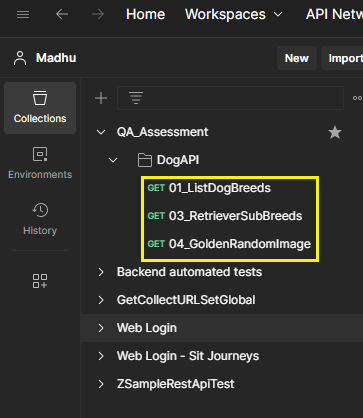 Home Workspaces API Netw
Madhu New Import
Collections
QA_Assessment
DogAPI
GET 01_ListDogBreeds
Environments
GET 03_RetrieverSubBreeds
History
GET 04_GoldenRandomImage
Backend automated tests
GetCollectURLSetGlobal
Web Login
Web Login - Sit Journeys
ZSampleRestApiTest